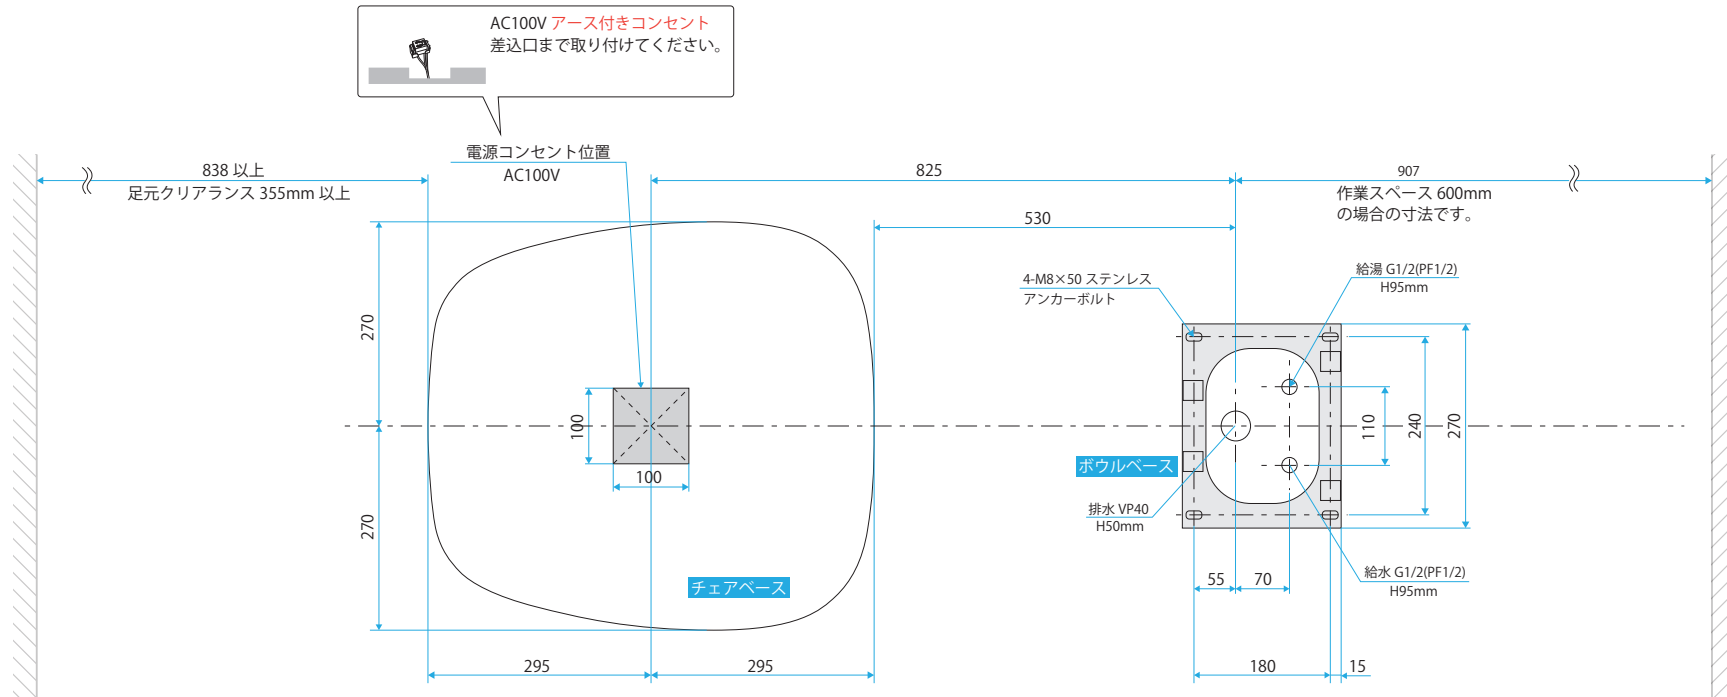 AC100V アース付きコンセント
差込口まで取り付けてください。
電源コンセント位置
AC100V
838 以上
足元クリアランス 355mm 以上
825
907
作業スペース 600mm
の場合の寸法です。
530
4-M8×50 ステンレス
アンカーボルト
給湯 G1/2(PF1/2)
H95mm
270
100
100
110
240
270
ボウルベース
排水 VP40
H50mm
270
チェアベース
55
70
給水 G1/2(PF1/2)
H95mm
295
295
180
15